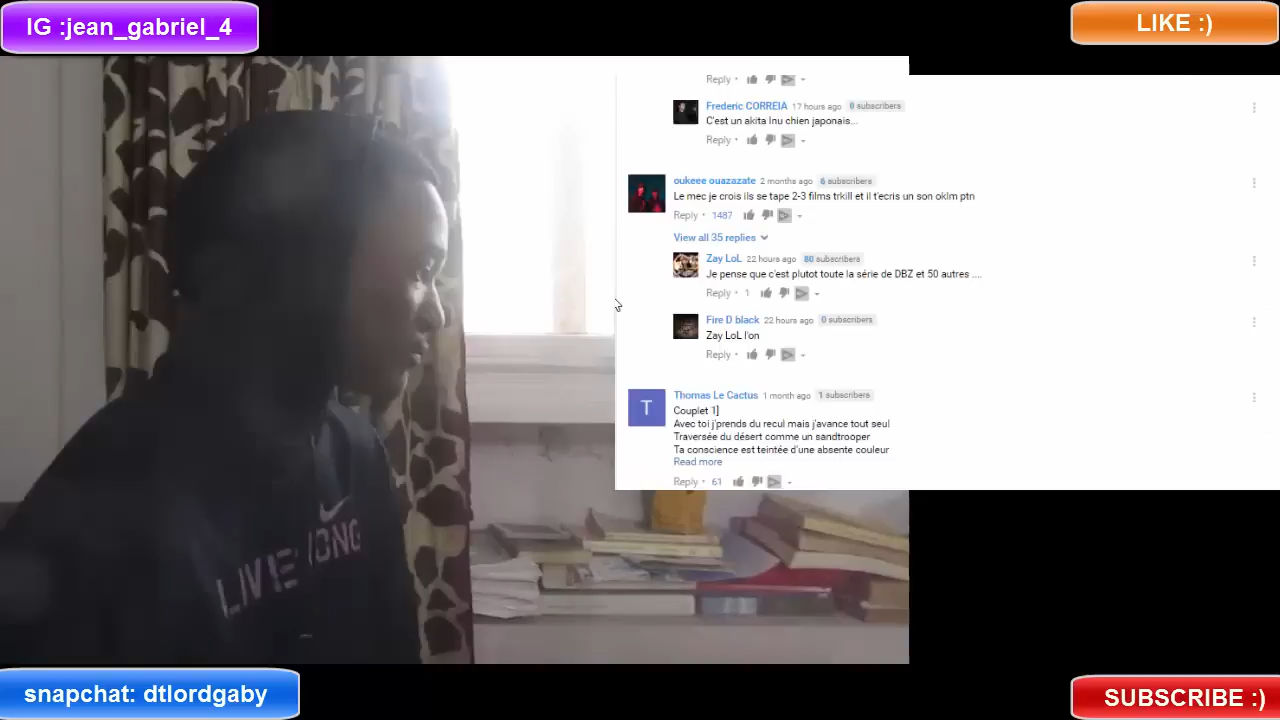 IG :jean_gabriel_4
LIKE :)
Reply
Frederic CORREIA 17 hours ago 0 subscribers
C'est un akita Inu chien japonais...
Reply
oukeee ouazazate 2 months ago 6 subscribers
Le mec je crois ils se tape 2-3 films trkill et il t'ecris un son oklm ptn
Reply 1487
View all 35 replies
Zay LoL 22 hours ago 80 subscribers
Je pense que c'est plutot toute la série de DBZ et 50 autres ....
Reply 1
Fire D black 22 hours ago 0 subscribers
Zay LoL l'on
Reply
T
Thomas Le Cactus 1 month ago 1 subscribers
Couplet 1]
Avec toi j'prends du recul mais j'avance tout seul
Traversée du désert comme un sandtrooper
Ta conscience est teintée d'une absente couleur
Read more
Reply 61
LIVE
snapchat: dtlordgaby
SUBSCRIBE :)